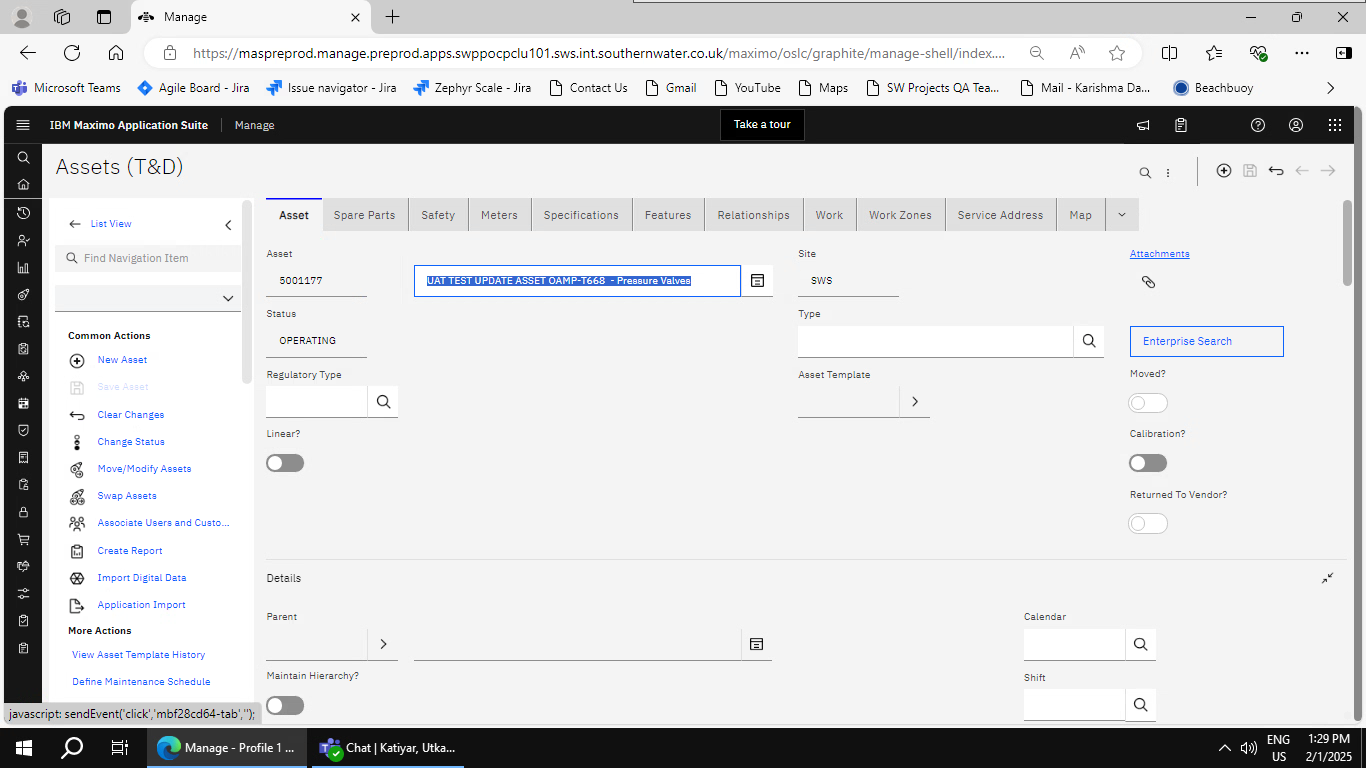 Manage
https://maspreprod.manage.preprod.apps.swppocpclu101.sws.int.southernwater.co.uk/maximo/oslc/graphite/manage-shell/index....
Microsoft Teams
Agile Board - Jira
Issue navigator - Jira
Zephyr Scale - Jira
Contact Us
Gmail
YouTube
Maps
SW Projects QA Tea...
Mail - Karishma Da...
Beachbuoy
IBM Maximo Application Suite
Manage
Take a tour
Assets (T&D)
List View
Find Navigation Item
Common Actions
New Asset
Save Asset
Clear Changes
Change Status
Move/Modify Assets
Swap Assets
Associate Users and Custo...
Create Report
Import Digital Data
Application Import
More Actions
View Asset Template History
Define Maintenance Schedule
Asset
Spare Parts
Safety
Meters
Specifications
Features
Relationships
Work
Work Zones
Service Address
Map
Asset
5001177
UAT TEST UPDATE ASSET OAMP-T668  - Pressure Valves
Site
SWS
Attachments
Status
OPERATING
Type
Enterprise Search
Regulatory Type
Asset Template
Moved?
Linear?
Calibration?
Returned To Vendor?
Details
Parent
Calendar
Maintain Hierarchy?
Shift
javascript: sendEvent('click','mbf28cd64-tab','');
Manage - Profile 1 ...
Chat | Katiyar, Utka...
ENG
US
1:29 PM
2/1/2025